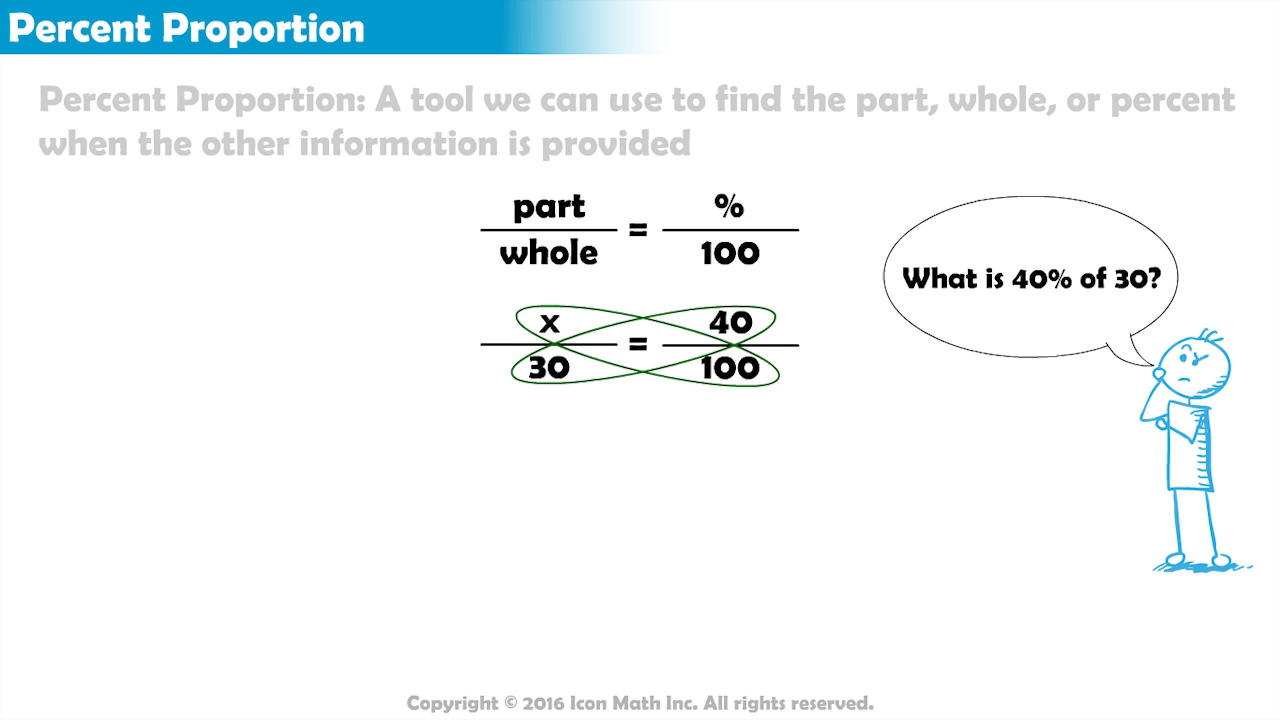 Percent Proportion
Percent Proportion: A tool we can use to find the part, whole, or percent
when the other information is provided
part %
whole = 100
What is 40% of 30?
x 40
30 = 100
Copyright © 2016 Icon Math Inc. All rights reserved.